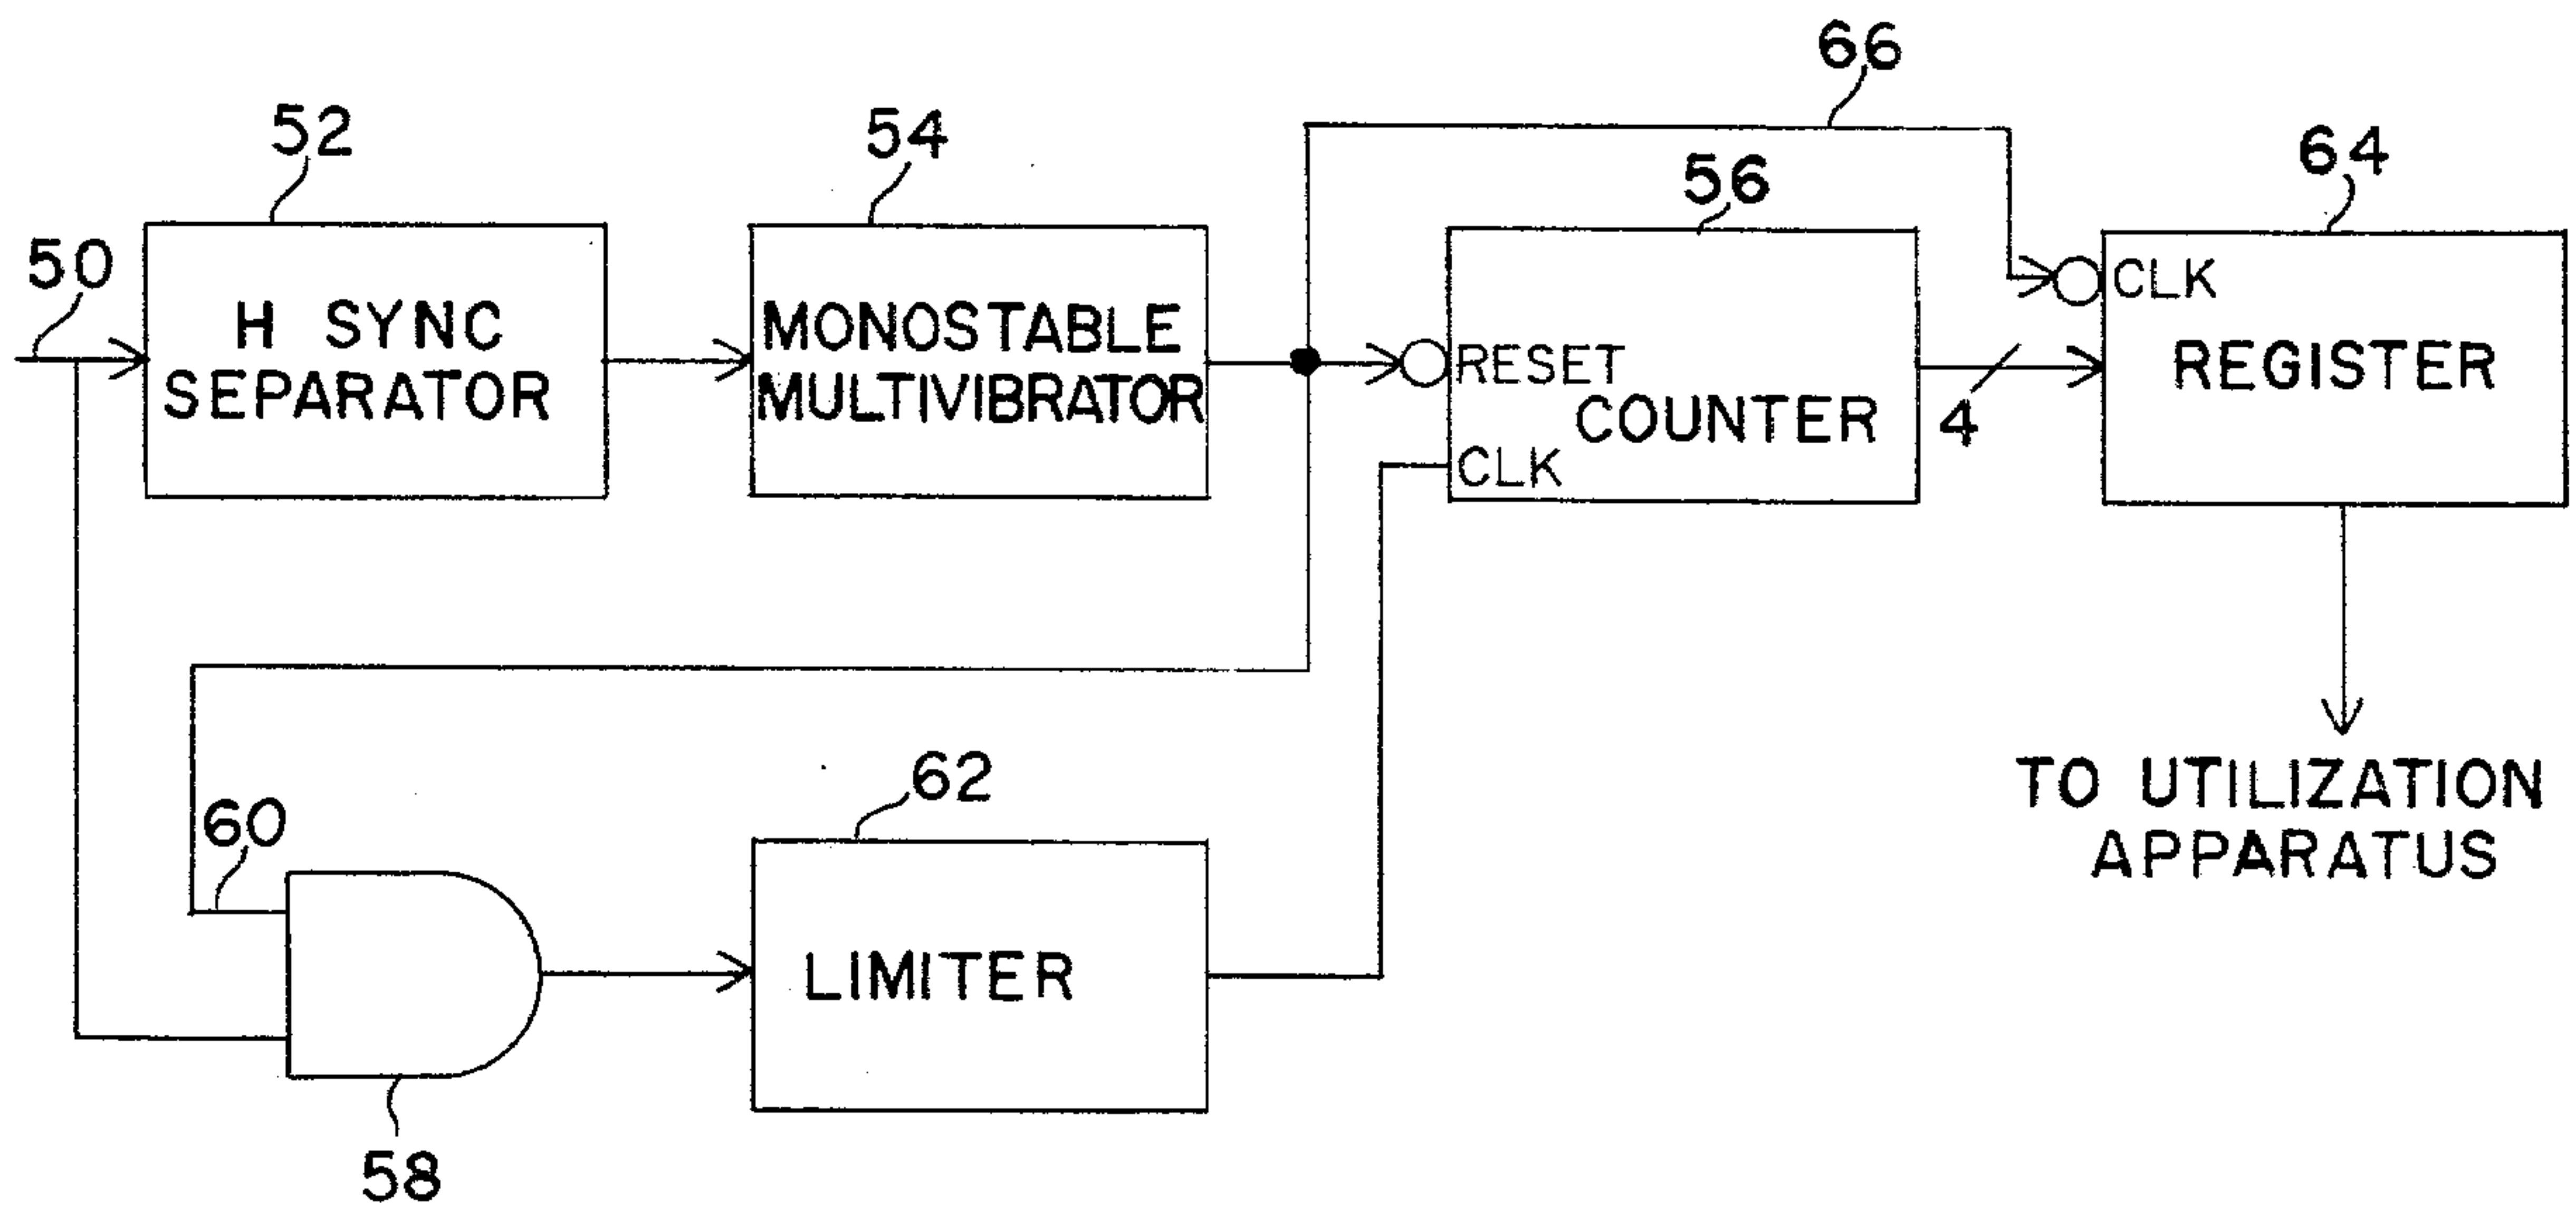 66
52
54
56
64
50
H SYNC
SEPARATOR
MONOSTABLE
MULTIVIBRATOR
RESET
COUNTER
CLK
4
CLK
REGISTER
60
62
LIMITER
58
TO UTILIZATION
APPARATUS